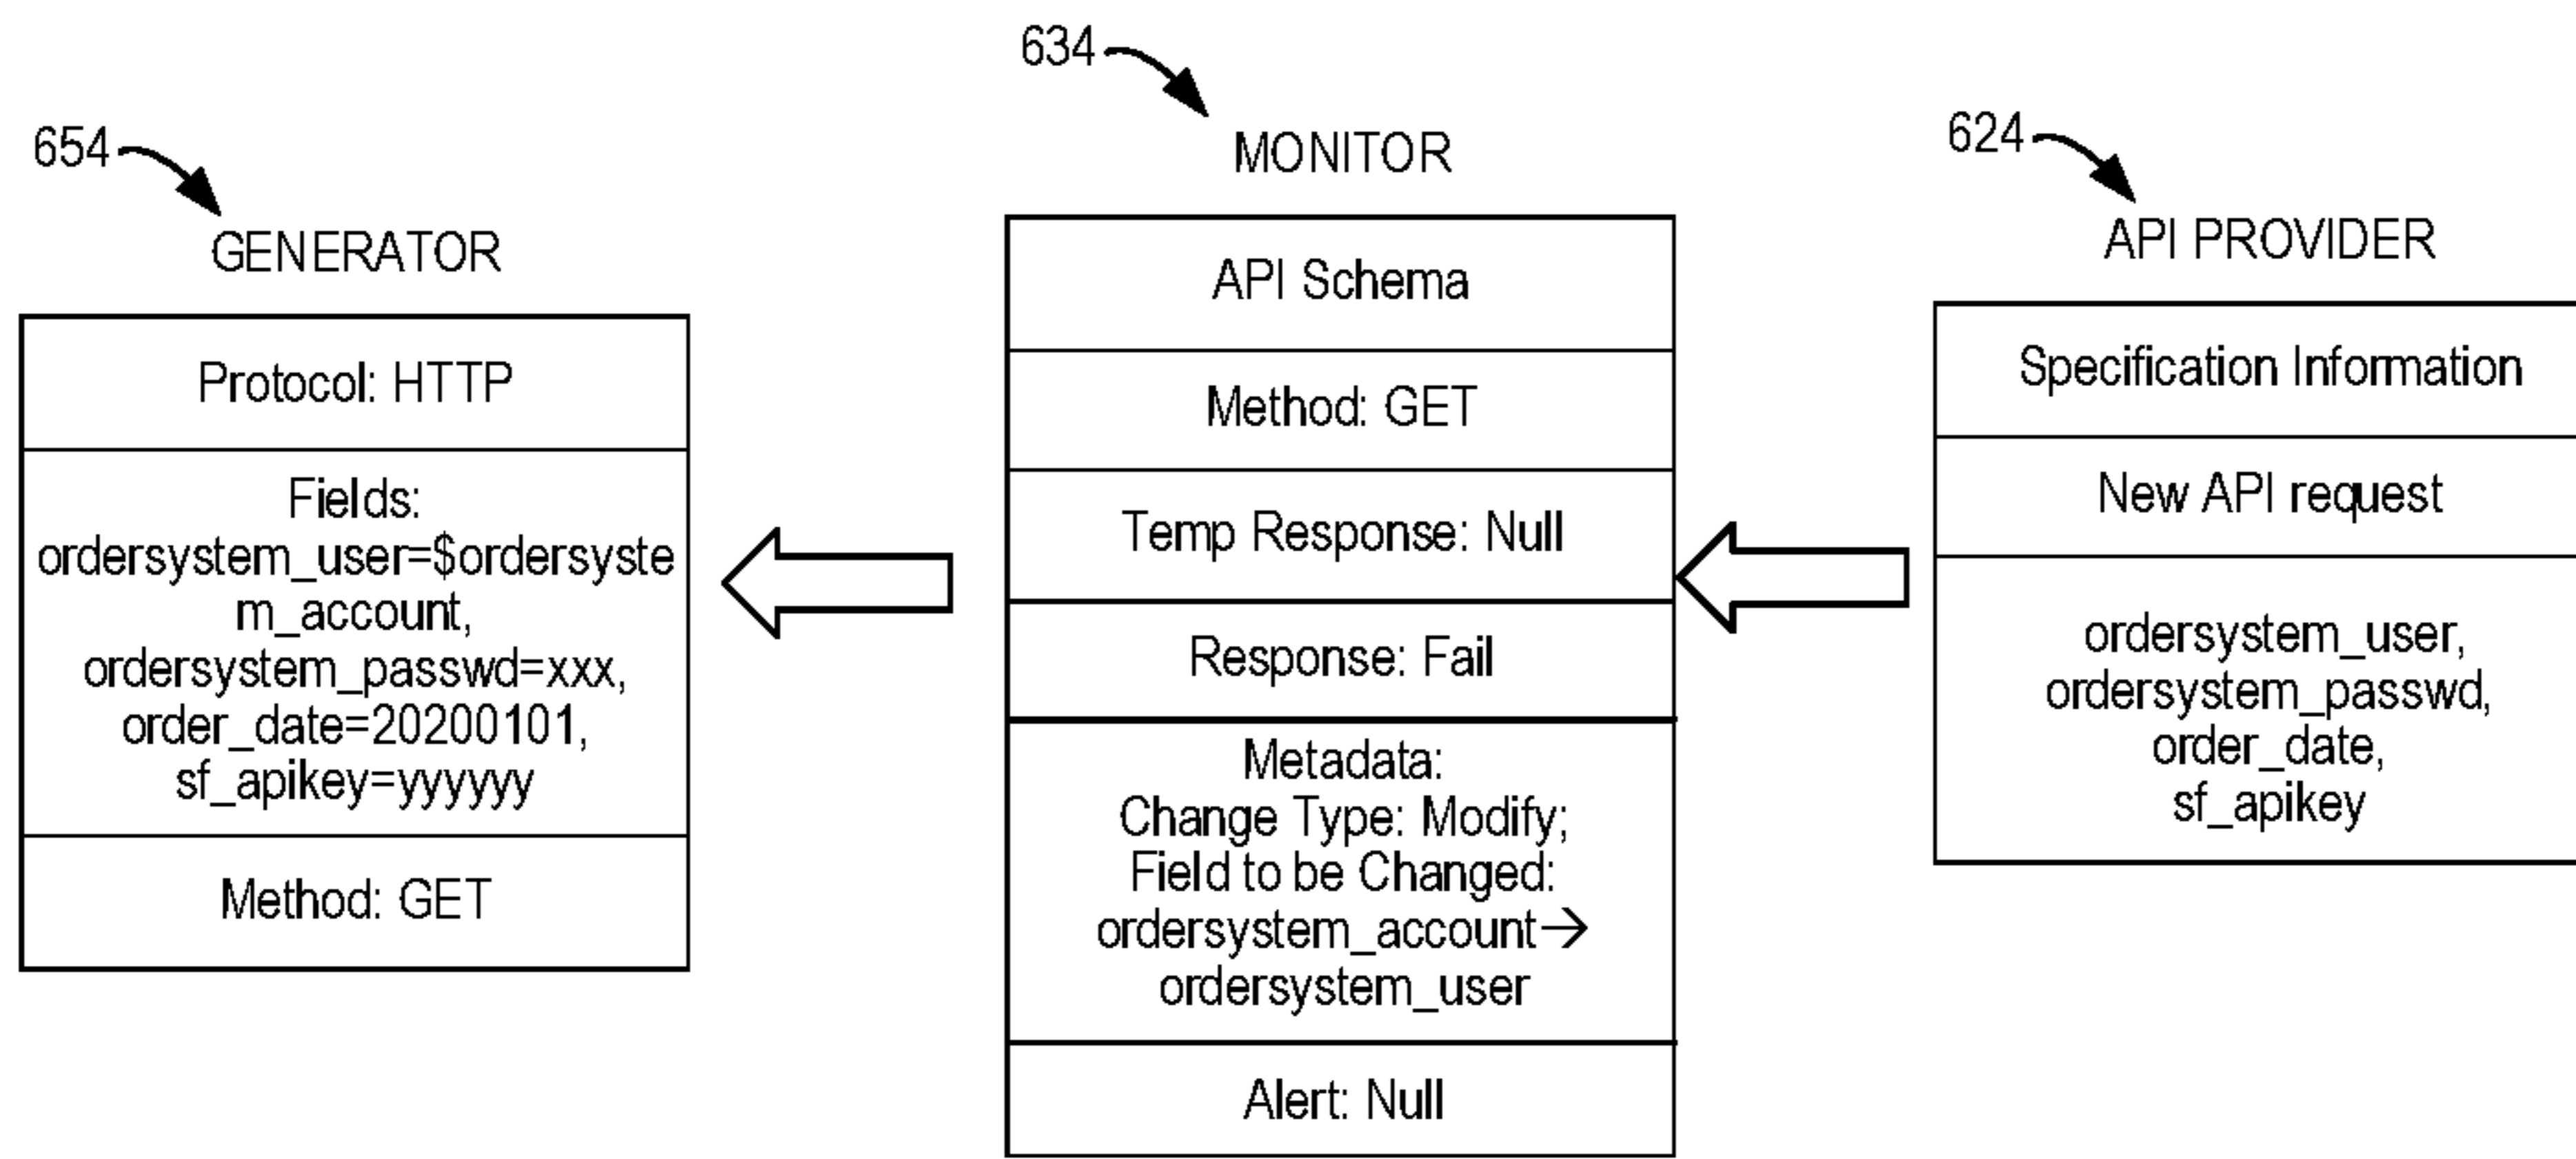 654
GENERATOR
Protocol: HTTP
Fields:
ordersystem_user=$ordersyste
m_account,
ordersystem_passwd=xxx,
order_date=20200101,
sf_apikey=yyyyyy
Method: GET
634
MONITOR
API Schema
Method: GET
Temp Response: Null
Response: Fail
Metadata:
Change Type: Modify;
Field to be Changed:
ordersystem_account→
ordersystem_user
Alert: Null
624
API PROVIDER
Specification Information
New API request
ordersystem_user,
ordersystem_passwd,
order_date,
sf_apikey